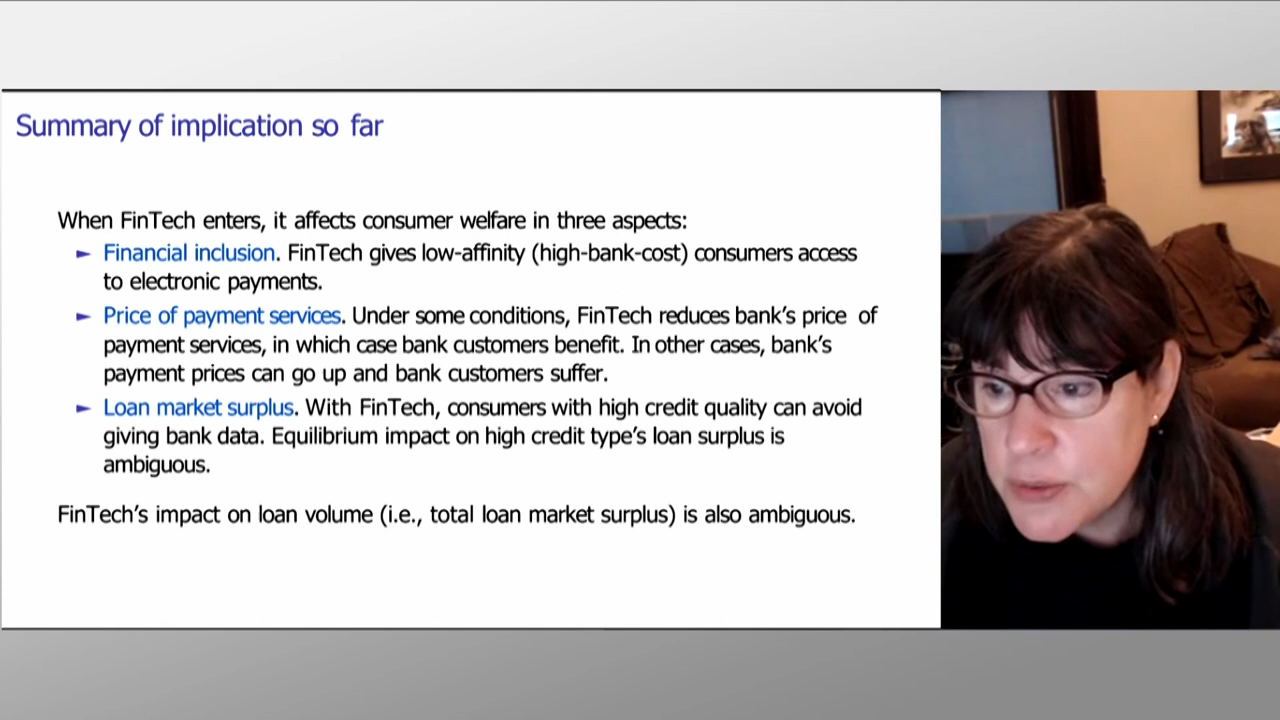 Summary of implication so far
When FinTech enters, it affects consumer welfare in three aspects:
► Financial inclusion. FinTech gives low-affinity (high-bank-cost) consumers access
to electronic payments.
► Price of payment services. Under some conditions, FinTech reduces bank’s price of
payment services, in which case bank customers benefit. In other cases, bank’s
payment prices can go up and bank customers suffer.
► Loan market surplus. With FinTech, consumers with high credit quality can avoid
giving bank data. Equilibrium impact on high credit type’s loan surplus is
ambiguous.
FinTech’s impact on loan volume (i.e., total loan market surplus) is also ambiguous.